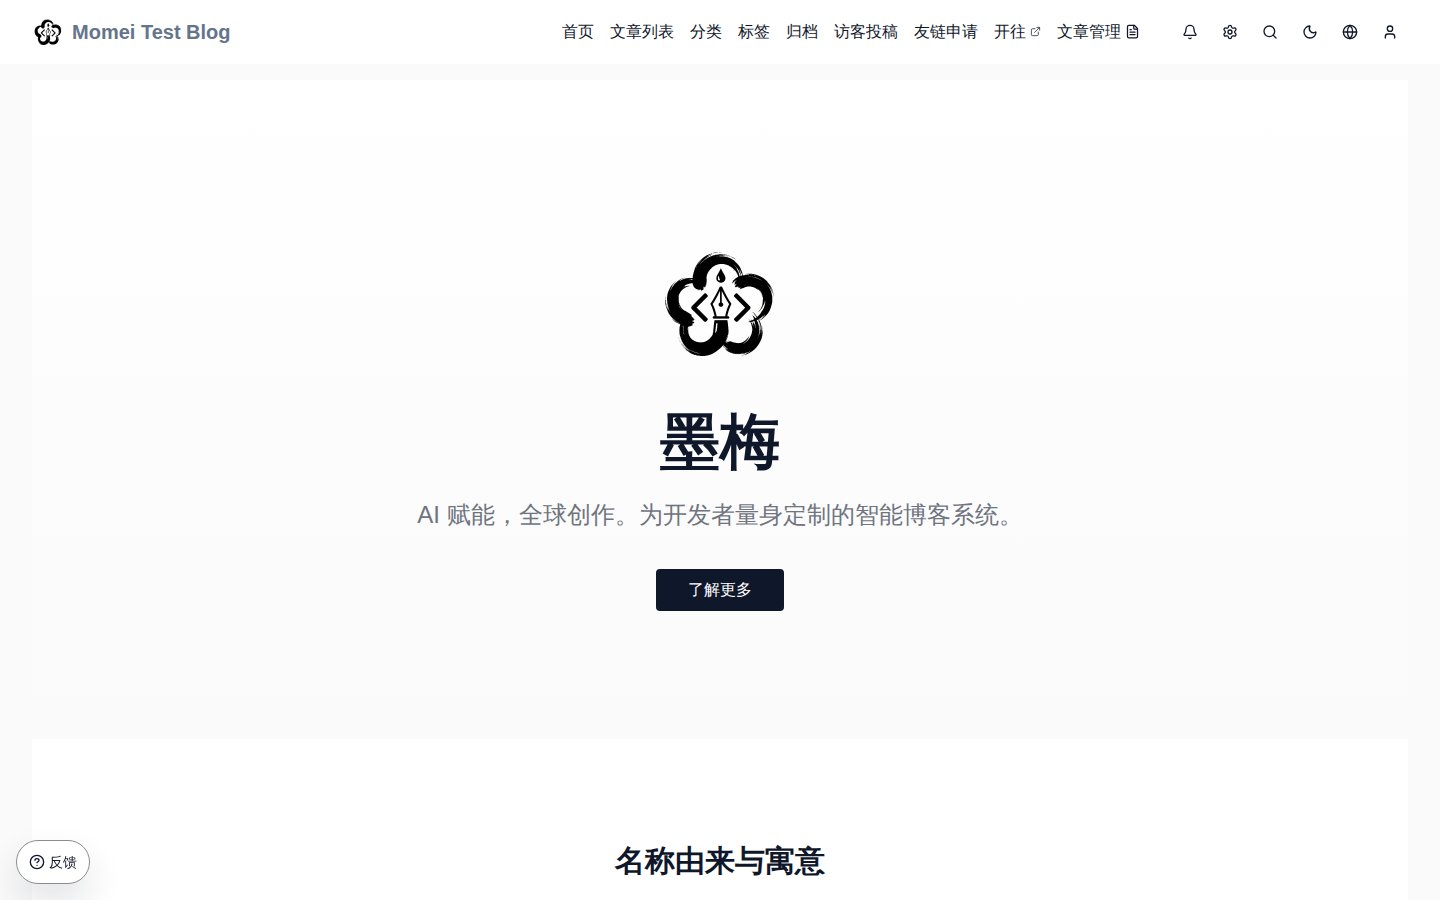 Momei Test Blog
首页 文章列表 分类 标签 归档 访客投稿 友链申请 开往 文章管理
墨梅
AI 赋能，全球创作。为开发者量身定制的智能博客系统。
了解更多
名称由来与寓意
反馈